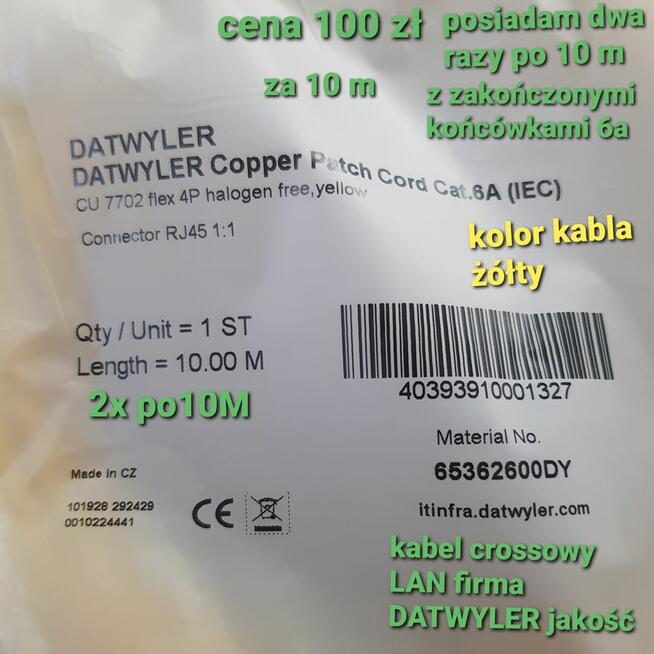 cena 100 zł
za 10 m
posiadam dwa
razy po 10 m
z zakończonymi
końcówkami 6a
DATWYLER
DATWYLER Copper Patch Cord Cat.6A (IEC)
CU 7702 flex 4P halogen free,yellow
Connector RJ45 1:1
kolor kabla
żółty
Qty / Unit = 1 ST
Length = 10.00 M
2x po10M
40393910001327
Material No.
65362600DY
Made in CZ
101928 292429
0010224441
CE
itinfra.datwyler.com
kabel crossowy
LAN firma
DATWYLER jakość